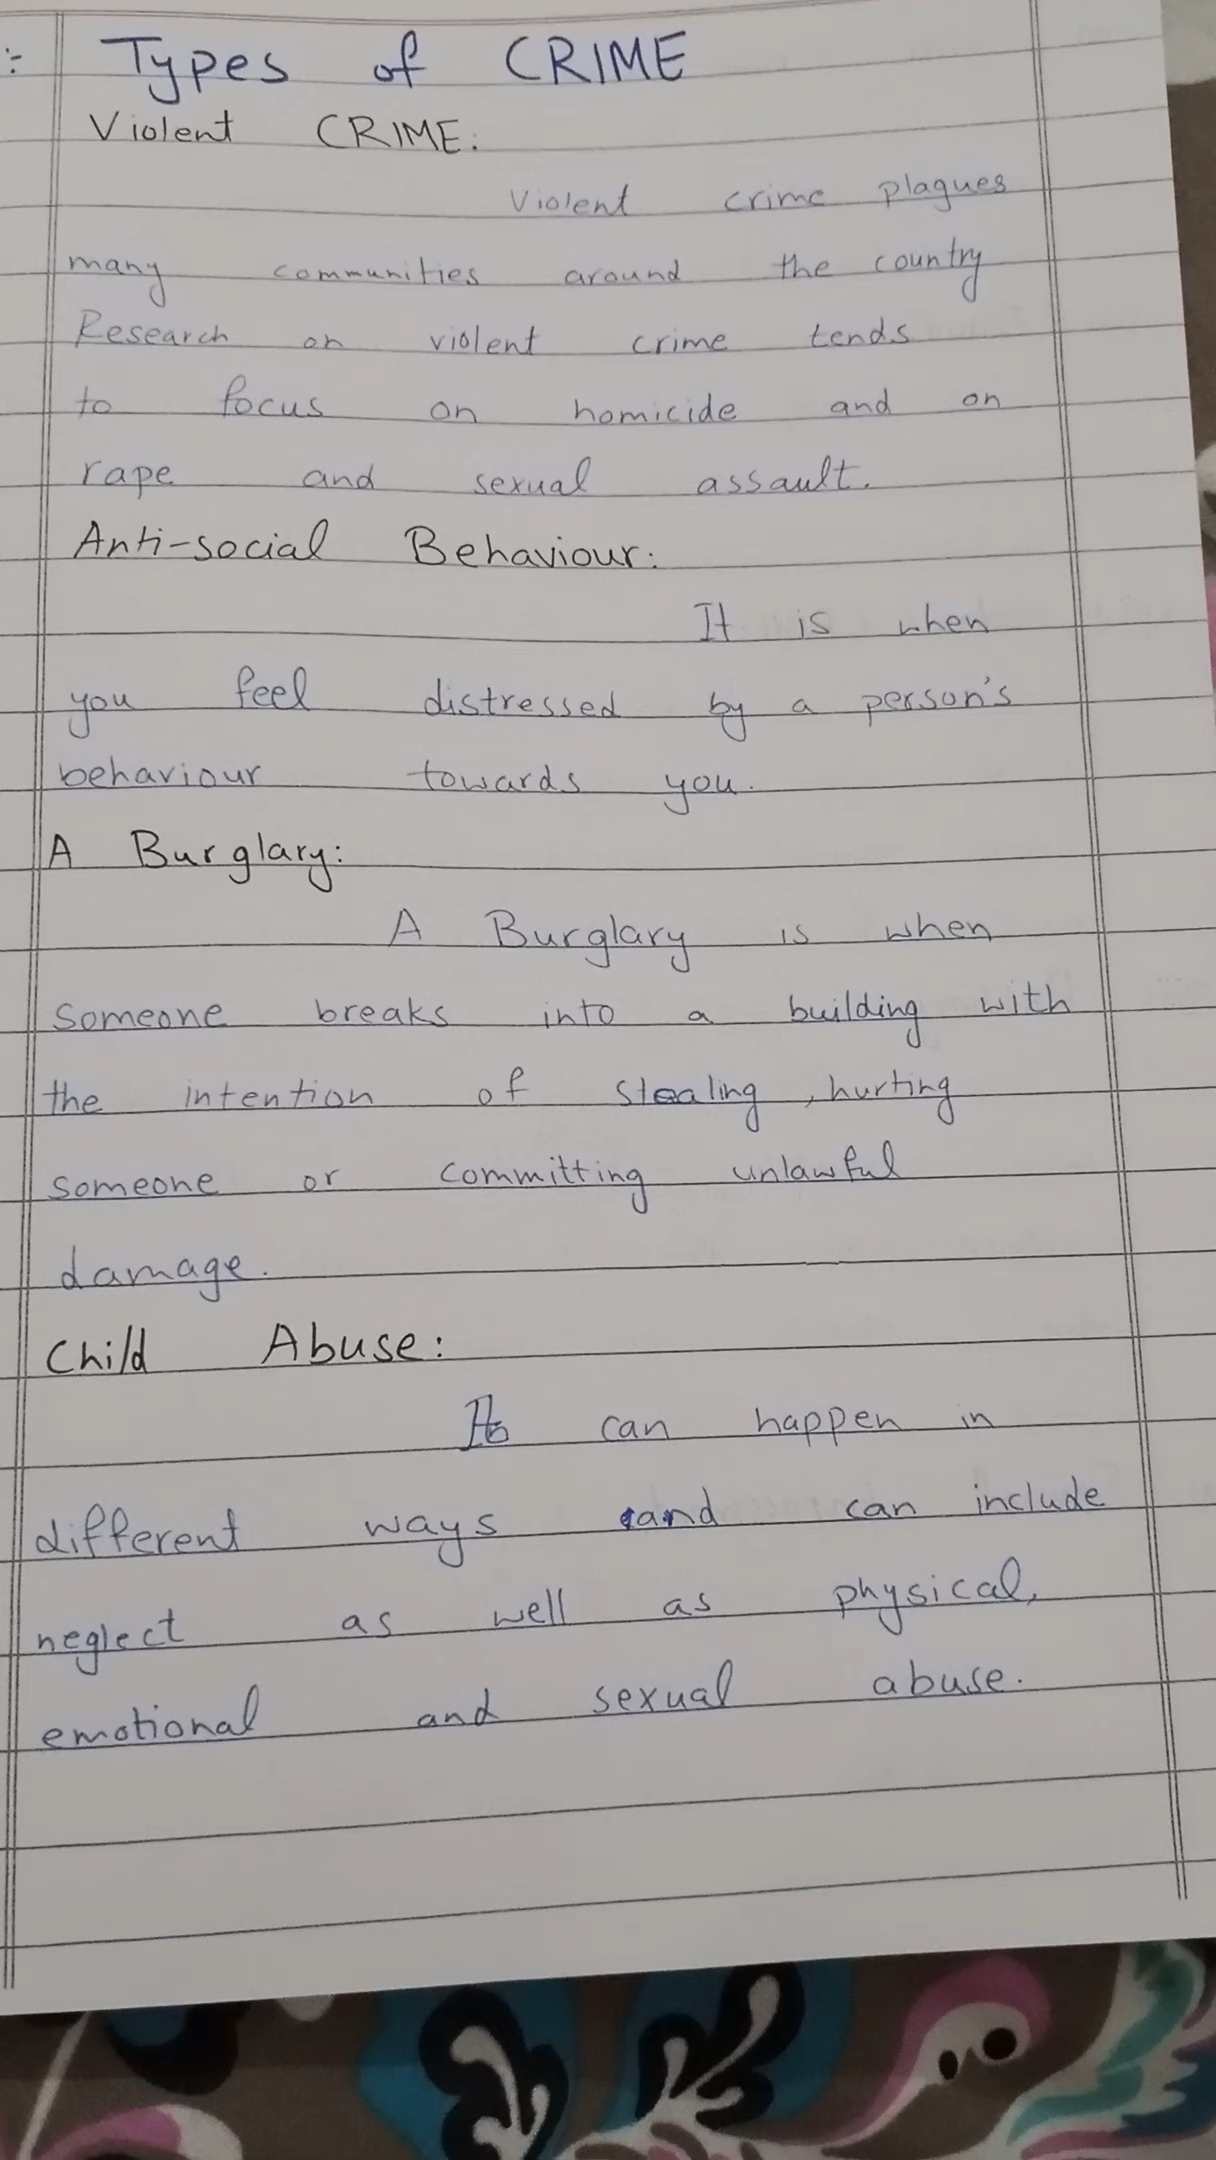 :-
Types of CRIME
Violent CRIME:
Violent crime plagues
many communities around the country
Research on violent crime tends
to focus on homicide and on
rape and sexual assault.
Anti-social Behaviour:
It is when
you feel distressed by a person's
behaviour towards you.
A Burglary:
A Burglary is when
someone breaks into a building with
the intention of stealing, hurting
someone or committing unlawful
damage.
Child Abuse:
It can happen in
different ways and can include
neglect as well as physical,
emotional and sexual abuse.